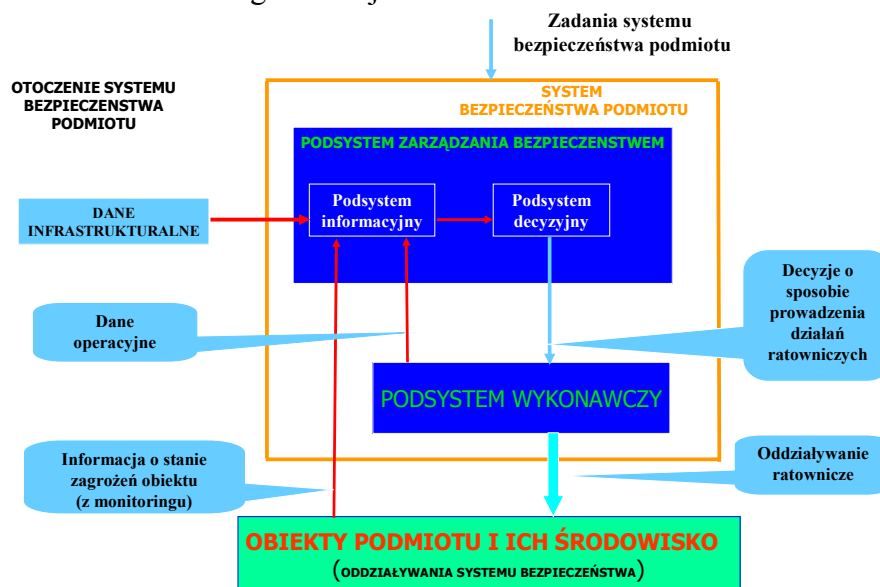 Zadania systemu
bezpieczeństwa podmiotu
OTOCZENIE SYSTEMU
BEZPIECZENSTWA
PODMIOTU
SYSTEM
BEZPIECZEŃSTWA PODMIOTU
PODSYSTEM ZARZĄDZANIA BEZPIECZENSTWEM
Podsystem
informacyjny
Podsystem
decyzyjny
DANE
INFRASTRUKTURALNE
Decyzje o
sposobie
prowadzenia
działań
ratowniczych
Dane
operacyjne
PODSYSTEM WYKONAWCZY
Informacja o stanie
zagrożeń obiektu
(z monitoringu)
Oddziaływanie
ratownicze
OBIEKTY PODMIOTU I ICH ŚRODOWISKO
(ODDZIAŁYWANIA SYSTEMU BEZPIECZEŃSTWA)